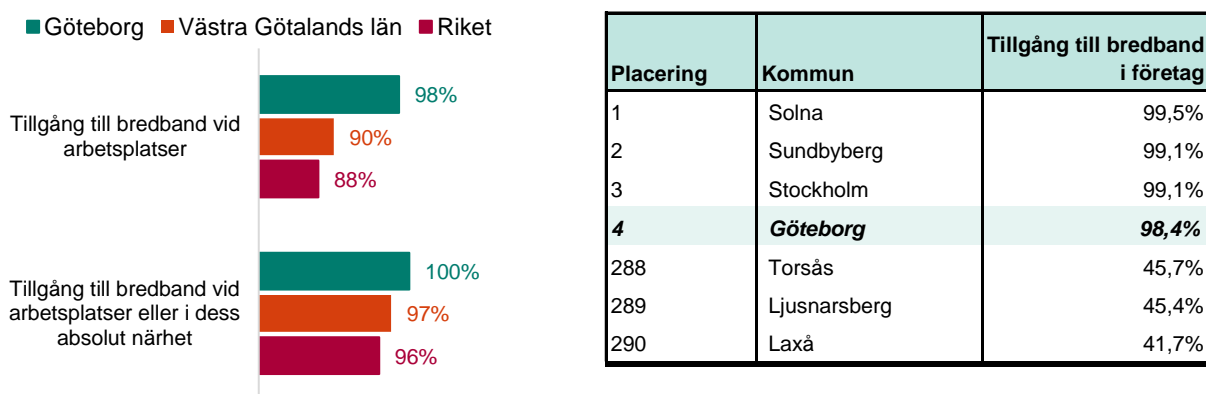 Göteborg Västra Götalands län Riket
Tillgång till bredband vid
arbetsplatser
98%
90%
88%
Tillgång till bredband vid
arbetsplatser eller i dess
absolut närhet
100%
97%
96%
Placering Kommun Tillgång till bredband
i företag
1 Solna 99,5%
2 Sundbyberg 99,1%
3 Stockholm 99,1%
4 Göteborg 98,4%
288 Torsås 45,7%
289 Ljusnarsberg 45,4%
290 Laxå 41,7%